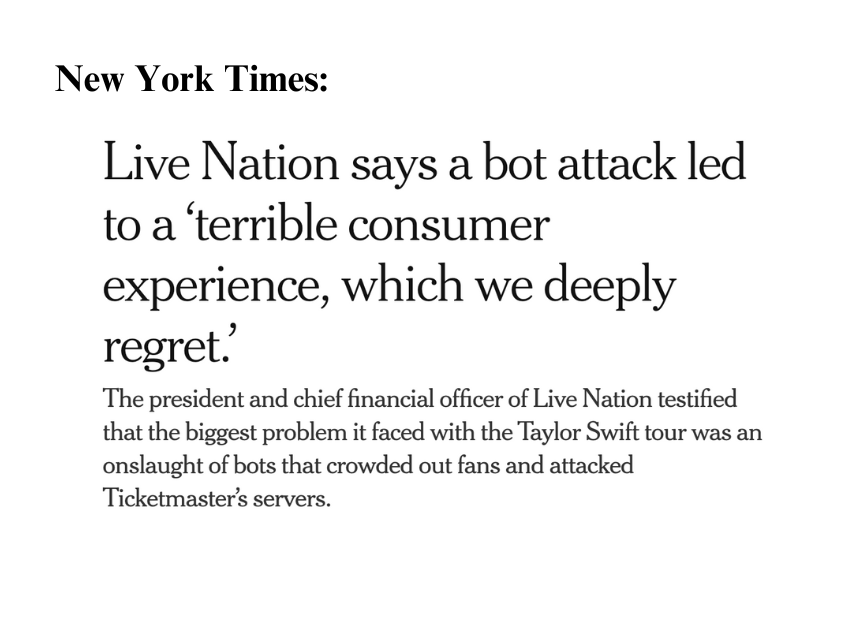 New York Times:
Live Nation says a bot attack led
to a ‘terrible consumer
experience, which we deeply
regret.’
The president and chief financial officer of Live Nation testified
that the biggest problem it faced with the Taylor Swift tour was an
onslaught of bots that crowded out fans and attacked
Ticketmaster’s servers.